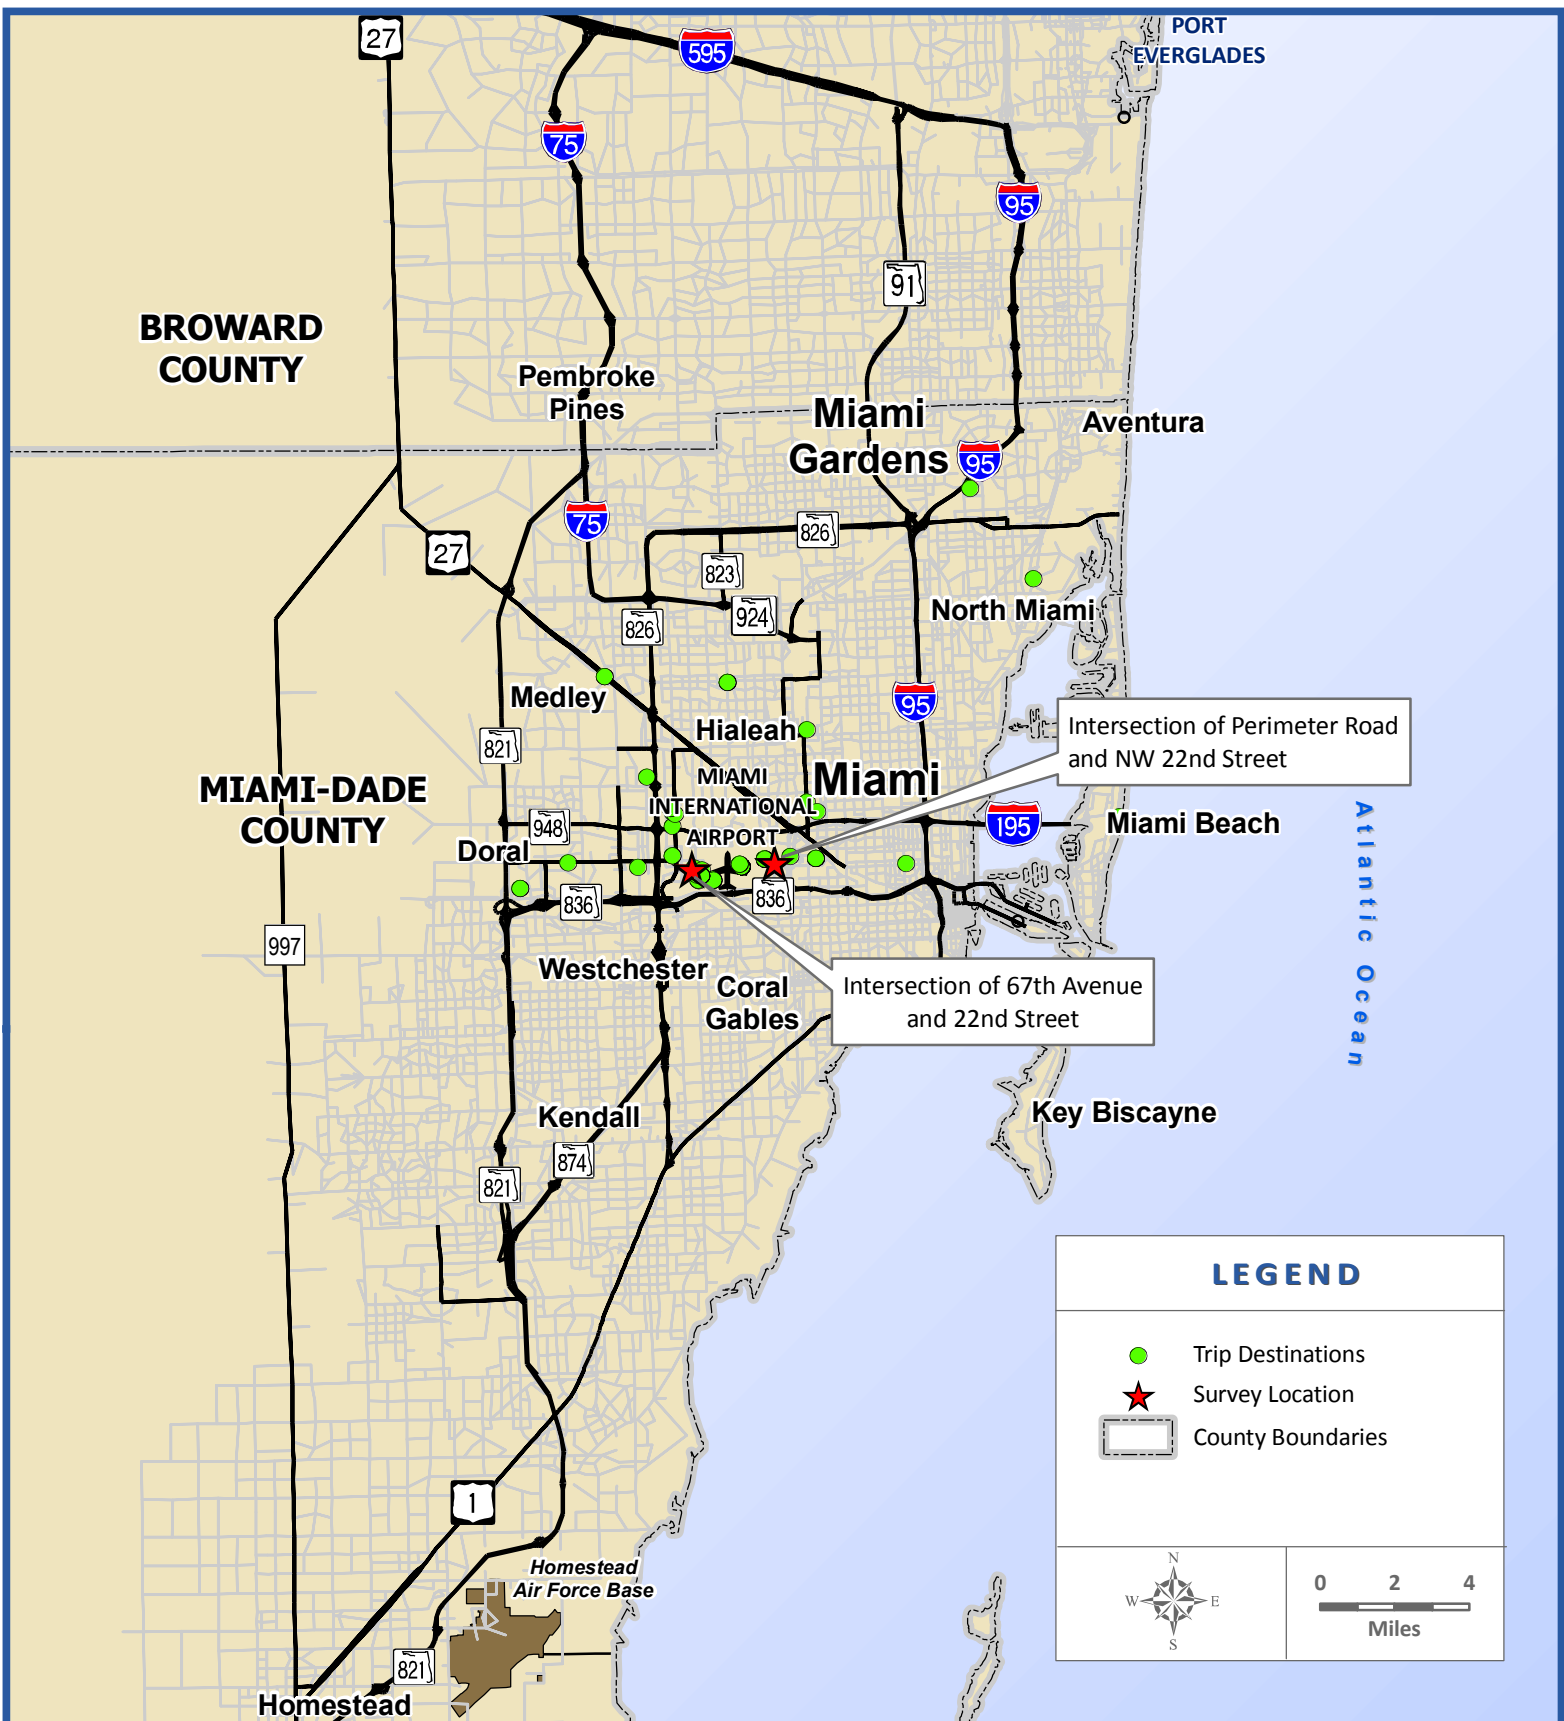 PORT
EVERGLADES
27
595
75
95
91
BROWARD
COUNTY
Pembroke
Pines
Miami
Gardens
Aventura
95
75
826
27
823
924
826
North Miami
Medley
95
Hialeah
Intersection of Perimeter Road
and NW 22nd Street
821
MIAMI-DADE
COUNTY
MIAMI
INTERNATIONAL
AIRPORT
Miami
948
195
Miami Beach
Doral
836
836
Atlantic Ocean
997
Westchester
Coral
Gables
Intersection of 67th Avenue
and 22nd Street
Kendall
Key Biscayne
874
821
LEGEND
Trip Destinations
Survey Location
County Boundaries
1
Homestead
Air Force Base
N
W E
S
0 2 4
Miles
821
Homestead